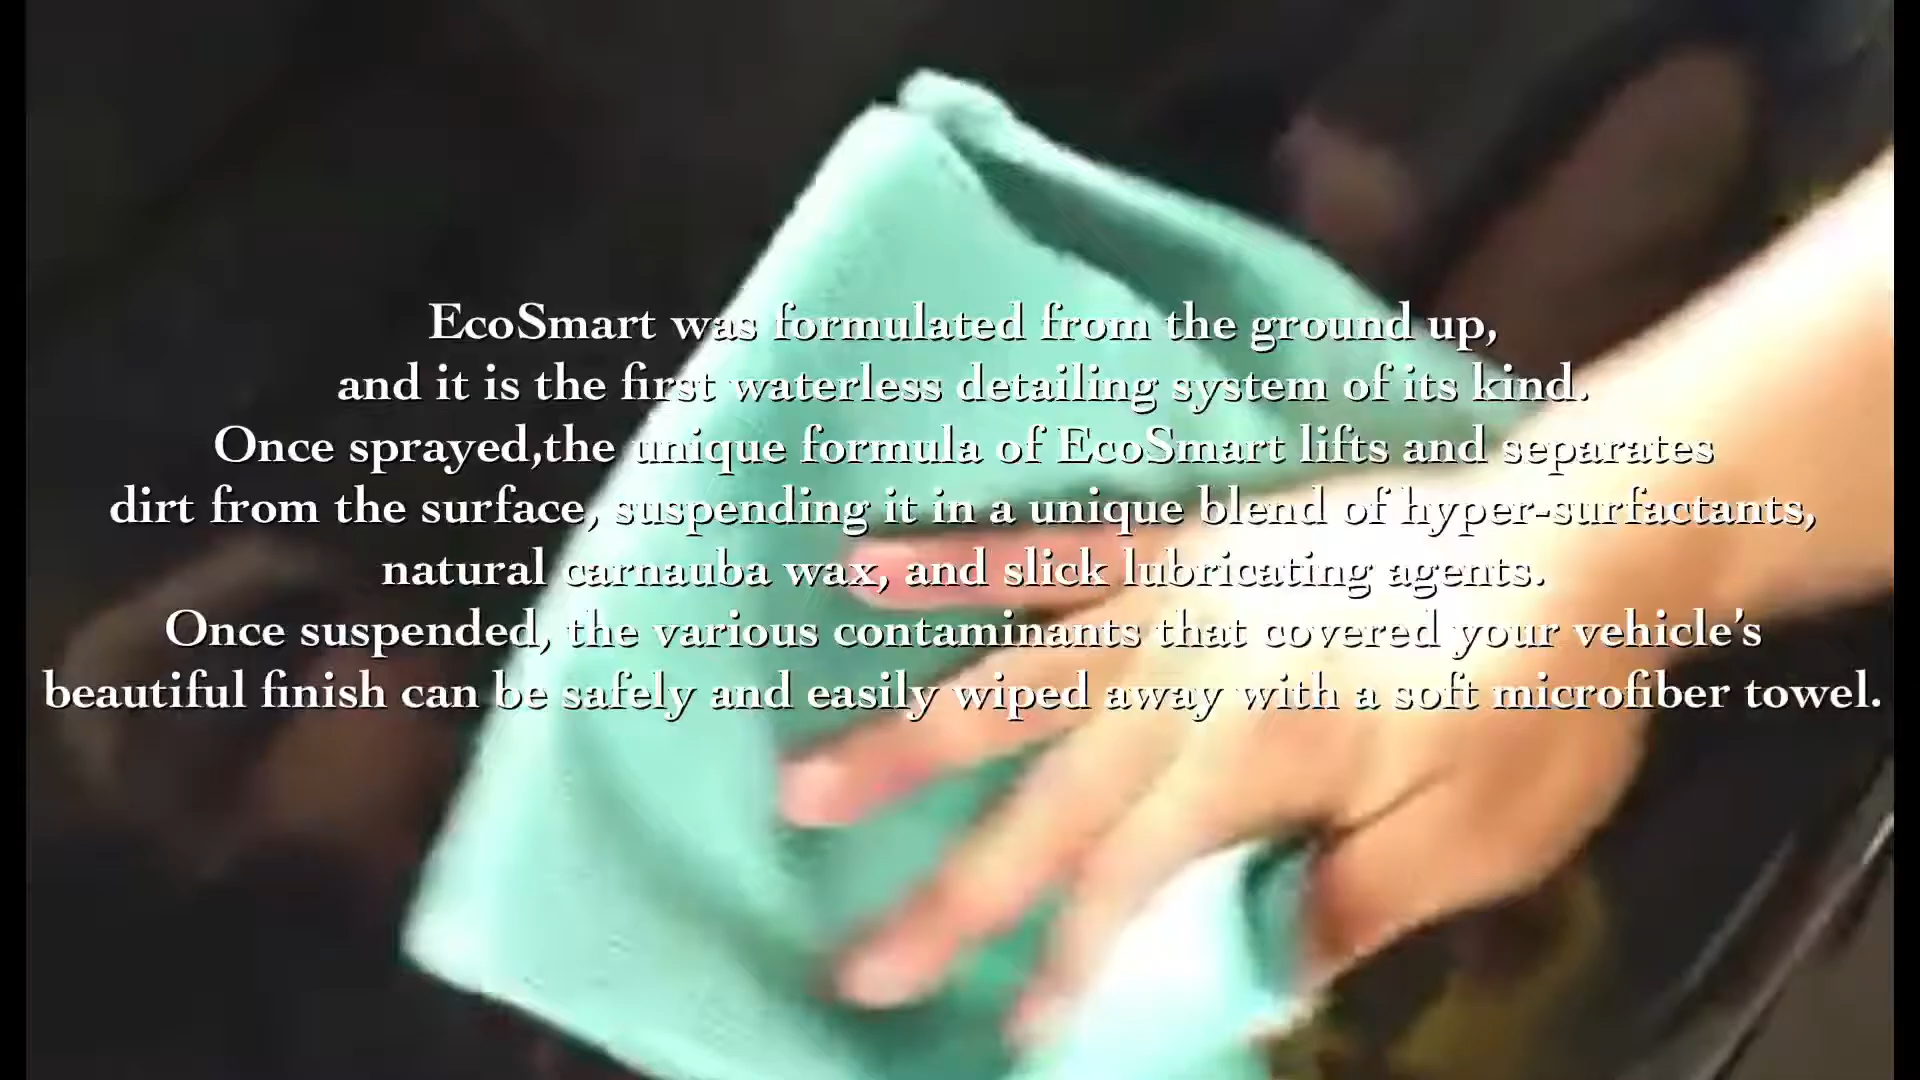 EcoSmart was formulated from the ground up,
and it is the first waterless detailing system of its kind.
Once sprayed,the unique formula of EcoSmart lifts and separates
dirt from the surface, suspending it in a unique blend of hyper-surfactants,
natural carnauba wax, and slick lubricating agents.
Once suspended, the various contaminants that covered your vehicle's
beautiful finish can be safely and easily wiped away with a soft microfiber towel.